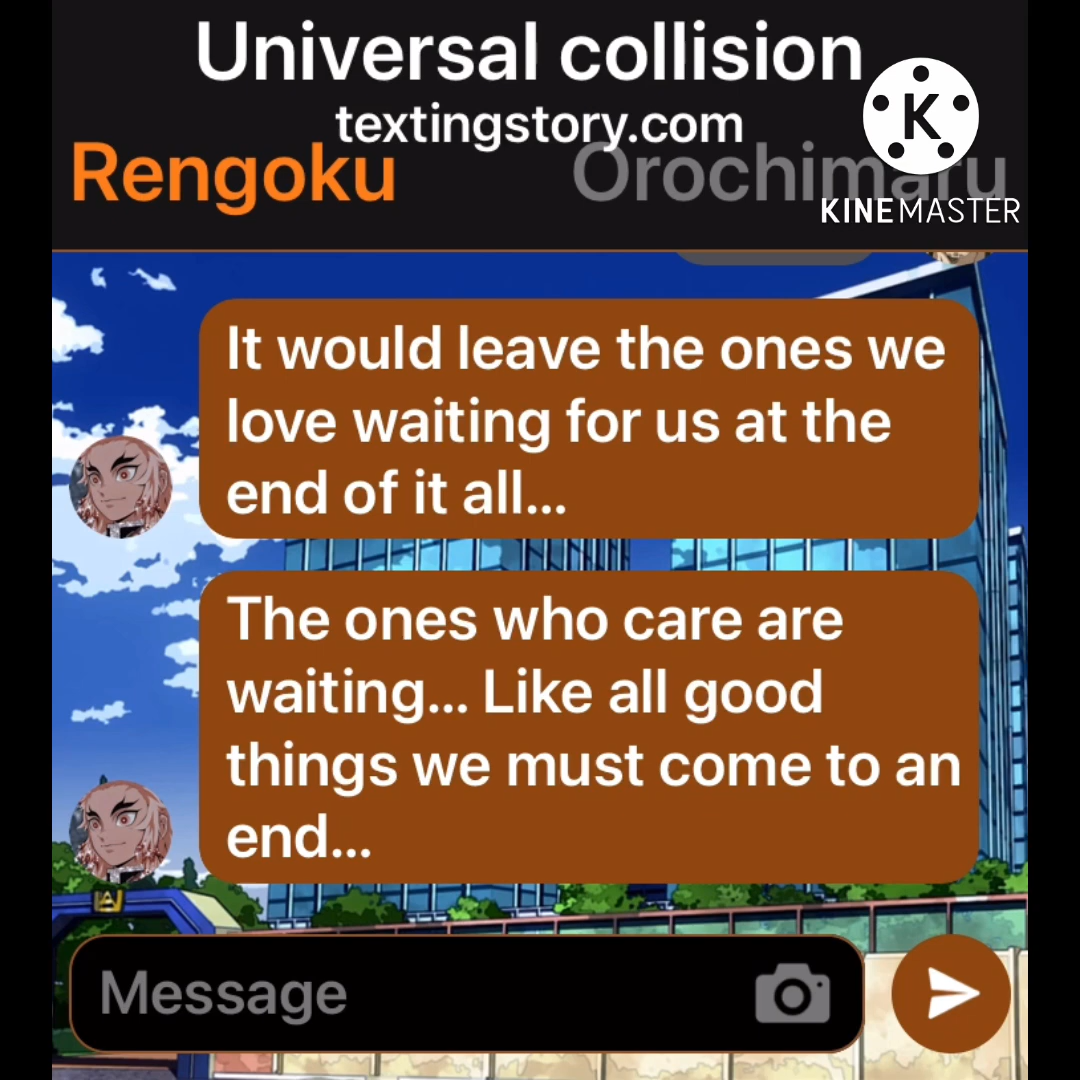 Universal collision
textingstory.com
K
Rengoku
Orochimaru
KINEMASTER
It would leave the ones we
love waiting for us at the
end of it all...
The ones who care are
waiting... Like all good
things we must come to an
end...
Message